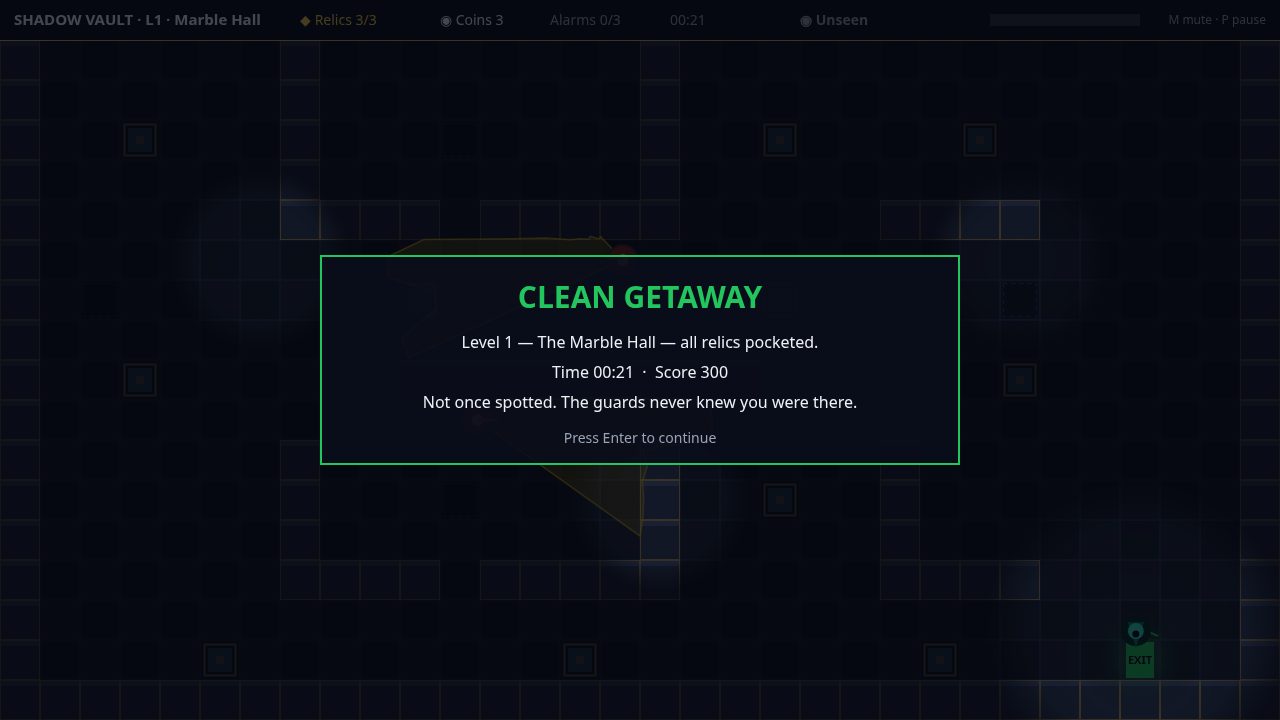 SHADOW VAULT · L1 · Marble Hall ◆ Relics 3/3 ◉ Coins 3 Alarms 0/3 00:21 ◉ Unseen M mute · P pause
CLEAN GETAWAY
Level 1 — The Marble Hall — all relics pocketed.
Time 00:21 · Score 300
Not once spotted. The guards never knew you were there.
Press Enter to continue
EXIT